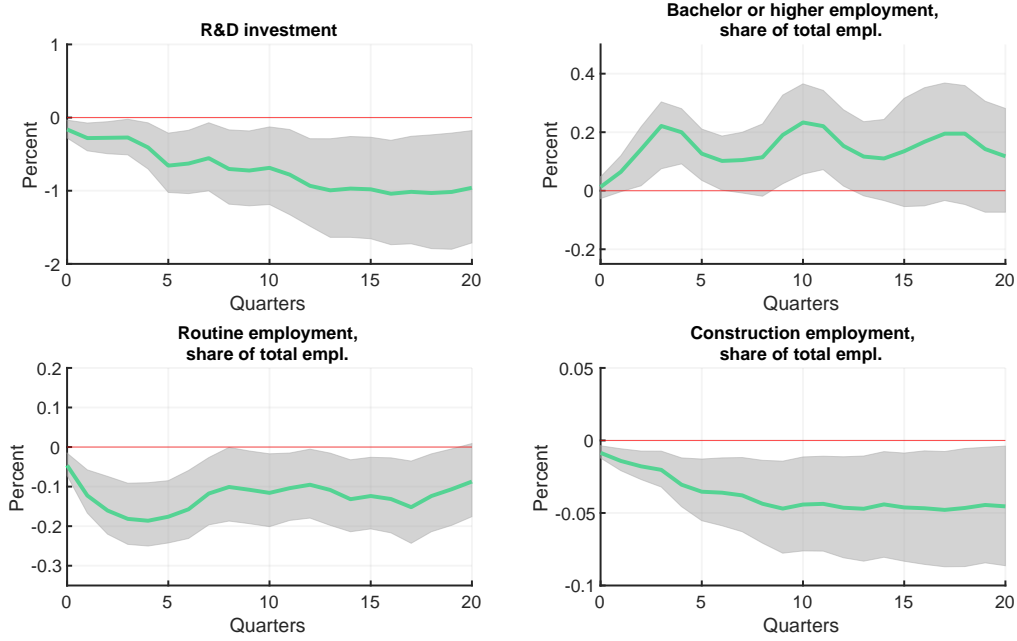 R&D investment
1
0
-1
-2
Percent
0
5
10
15
20
Quarters
Bachelor or higher employment,
share of total empl.
0.4
0.2
0
-0.2
Percent
0
5
10
15
20
Quarters
Routine employment,
share of total empl.
0.2
0.1
0
-0.1
-0.2
-0.3
Percent
0
5
10
15
20
Quarters
Construction employment,
share of total empl.
0.05
0
-0.05
-0.1
Percent
0
5
10
15
20
Quarters